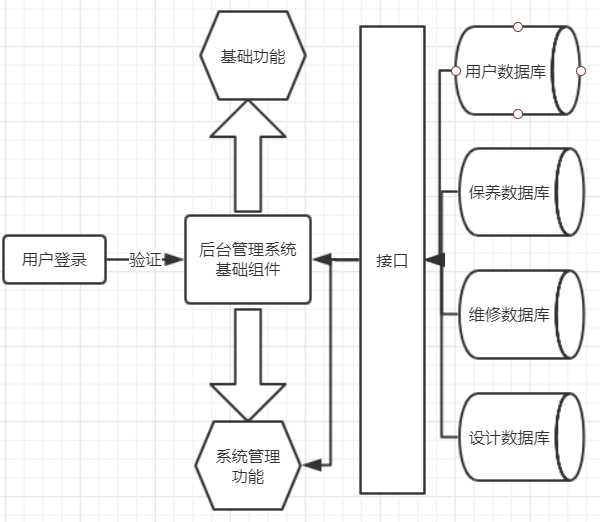 基础功能
用户数据库
保养数据库
用户登录
验证
后台管理系统
基础组件
接口
维修数据库
系统管理
功能
设计数据库